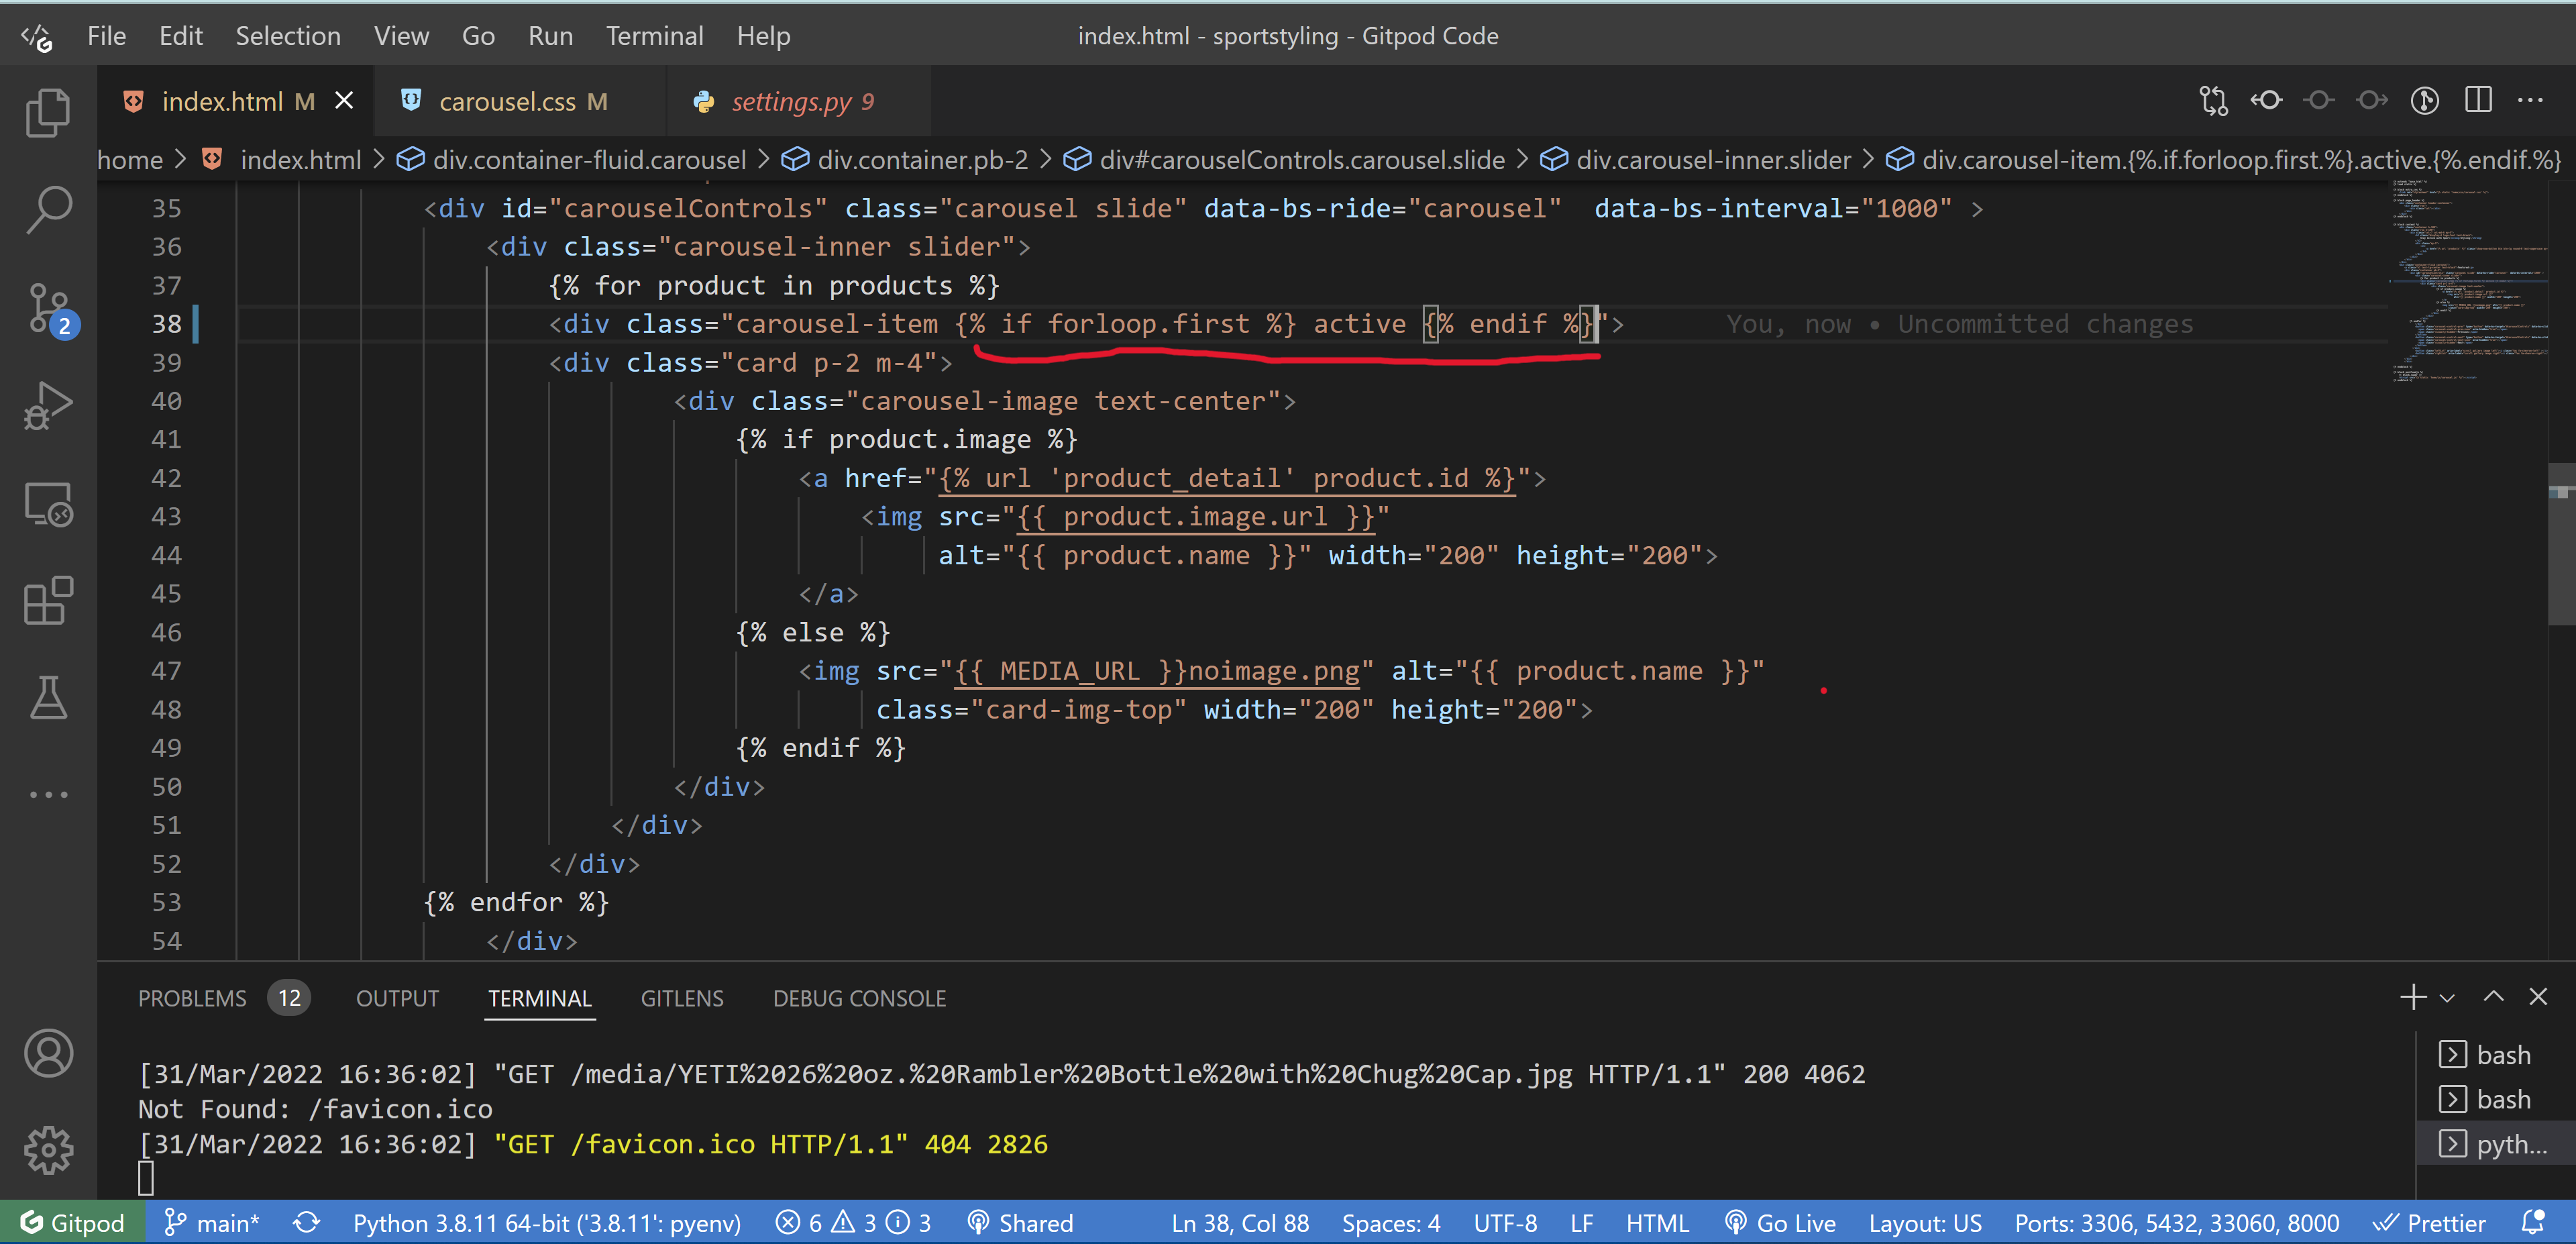 File Edit Selection View Go Run Terminal Help
index.html - sportstyling - Gitpod Code
index.html M
carousel.css M
settings.py 9
home > index.html > div.container-fluid.carousel > div.container.pb-2 > div#carouselControls.carousel.slide > div.carousel-inner.slider > div.carousel-item.{%.if.forloop.first.%}.active.{%.endif.%}
35 <div id="carouselControls" class="carousel slide" data-bs-ride="carousel"  data-bs-interval="1000" >
36 <div class="carousel-inner slider">
37 {% for product in products %}
38 <div class="carousel-item {% if forloop.first %} active {% endif %}"> You, now • Uncommitted changes
39 <div class="card p-2 m-4">
40 <div class="carousel-image text-center">
41 {% if product.image %}
42 <a href="{% url 'product_detail' product.id %}">
43 <img src="{{ product.image.url }}"
44 alt="{{ product.name }}" width="200" height="200">
45 </a>
46 {% else %}
47 <img src="{{ MEDIA_URL }}noimage.png" alt="{{ product.name }}"
48 class="card-img-top" width="200" height="200">
49 {% endif %}
50 </div>
51 </div>
52 </div>
53 {% endfor %}
54 </div>
2
PROBLEMS 12 OUTPUT TERMINAL GITLENS DEBUG CONSOLE
[31/Mar/2022 16:36:02] "GET /media/YETI%2026%20oz.%20Rambler%20Bottle%20with%20Chug%20Cap.jpg HTTP/1.1" 200 4062
Not Found: /favicon.ico
[31/Mar/2022 16:36:02] "GET /favicon.ico HTTP/1.1" 404 2826
bash
bash
pyth...
Gitpod main* Python 3.8.11 64-bit ('3.8.11': pyenv) 6 3 3 Shared Ln 38, Col 88 Spaces: 4 UTF-8 LF HTML Go Live Layout: US Ports: 3306, 5432, 33060, 8000 Prettier